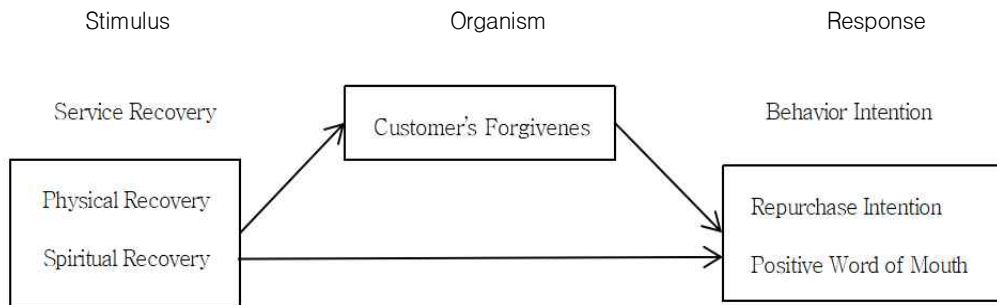 Stimulus
Organism
Response
Service Recovery
Customer's Forgivenes
Behavior Intention
Physical Recovery
Spiritual Recovery
Repurchase Intention
Positive Word of Mouth